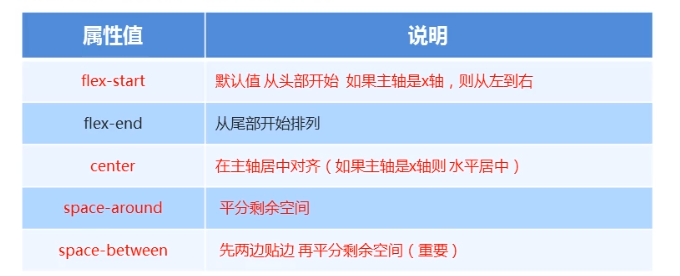 属性值 说明
flex-start 默认值 从头部开始 如果主轴是x轴，则从左到右
flex-end 从尾部开始排列
center 在主轴居中对齐（如果主轴是x轴则 水平居中）
space-around 平分剩余空间
space-between 先两边贴边 再平分剩余空间（重要）